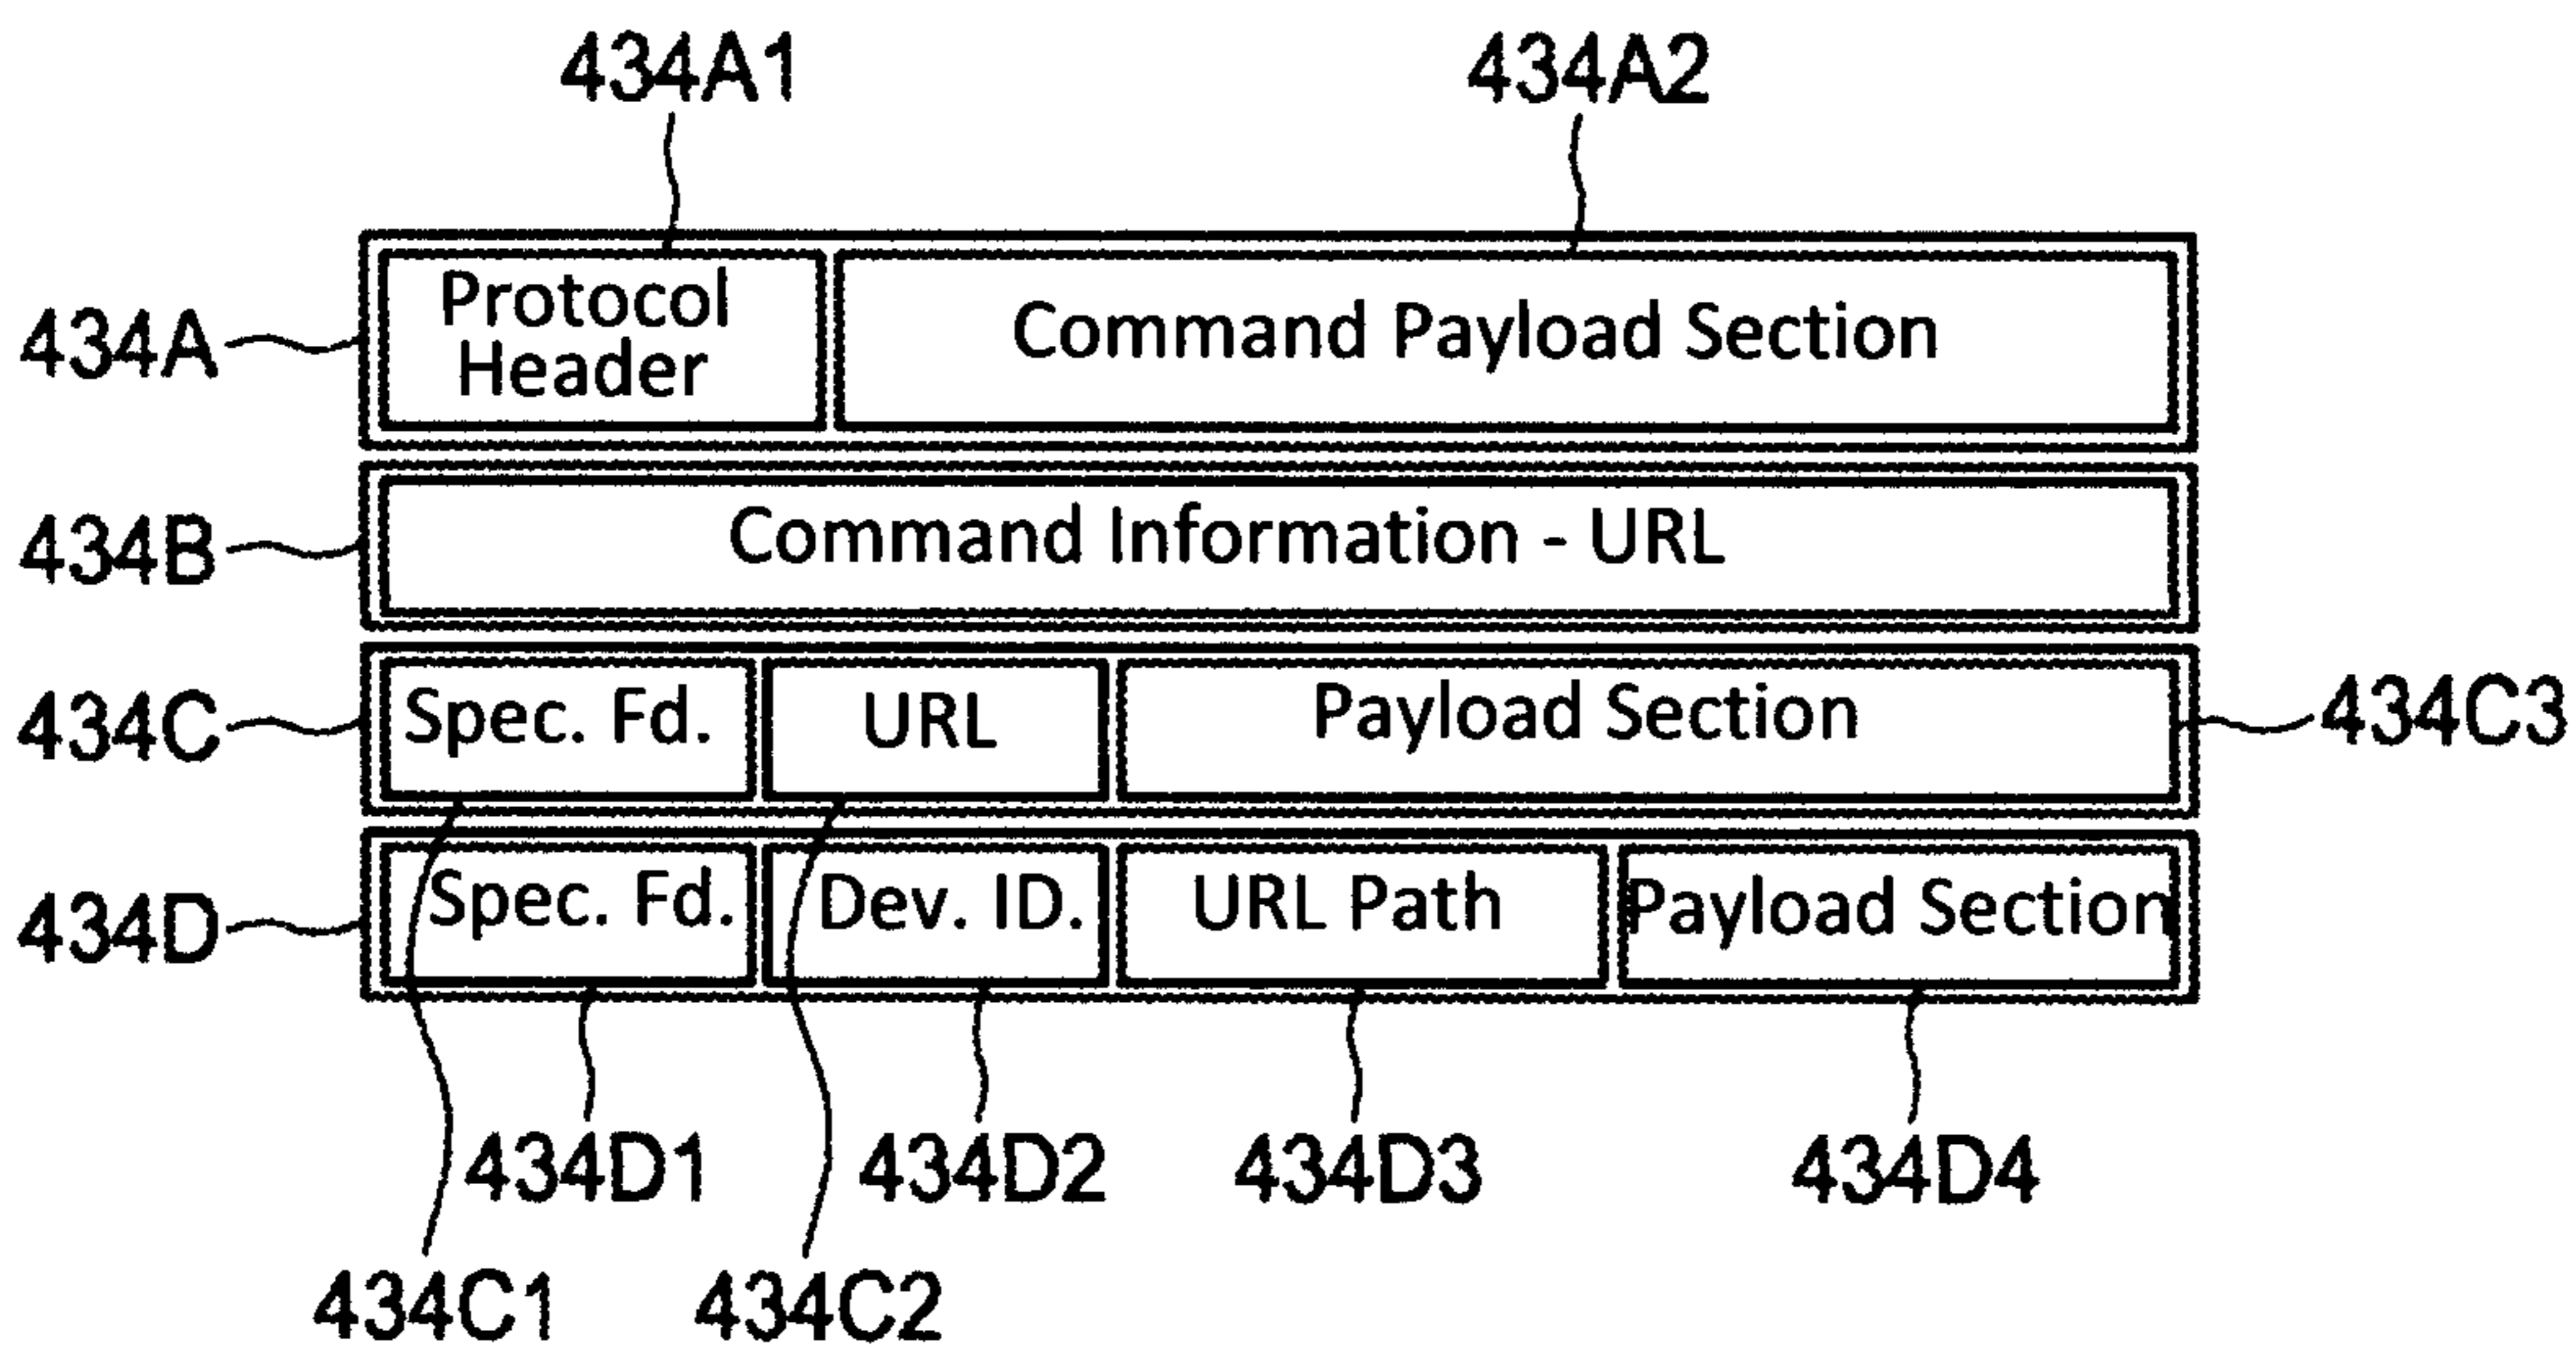 434A1 434A2
434A Protocol Header Command Payload Section
434B Command Information - URL
434C Spec. Fd. URL Payload Section 434C3
434D Spec. Fd. Dev. ID. URL Path Payload Section
434D1 434D2 434D3 434D4
434C1 434C2